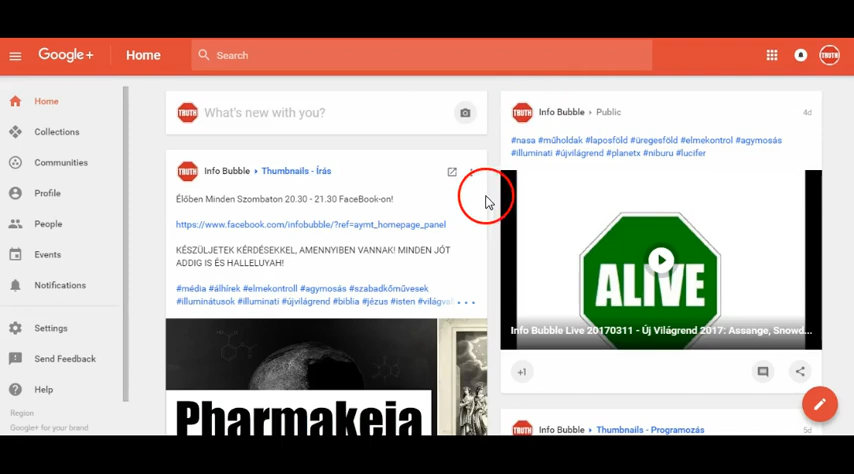 Google+
Home
Search
TRUTH
Home
Collections
Communities
Profile
People
Events
Notifications
Settings
Send Feedback
Help
Region
Google+ for your brand
TRUTH
What's new with you?
TRUTH
Info Bubble
Thumbnails - Írás
Élőben Minden Szombaton 20.30 - 21.30 FaceBook-on!
https://www.facebook.com/infobubble/?ref=aymt_homepage_panel
KÉSZÜLJETEK KÉRDÉSEKKEL, AMENNYIBEN VANNAK! MINDEN JÓT
ADDIG IS ÉS HALLELUYAH!
#média #álhírek #elmekontroll #agymosás #szabadkőművesek
#illuminátusok #illuminati #újvilágrend #biblia #jézus #isten #világval
Pharmakeia
TRUTH
Info Bubble
Public
4d
#nasa #műholdak #laposföld #üregesföld #elmekontrol #agymosás
#illuminati #újvilágrend #planetx #niburu #lucifer
ALIVE
Info Bubble Live 20170311 - Új Világrend 2017: Assange, Snowd...
+1
TRUTH
Info Bubble
Thumbnails - Programozás
5d